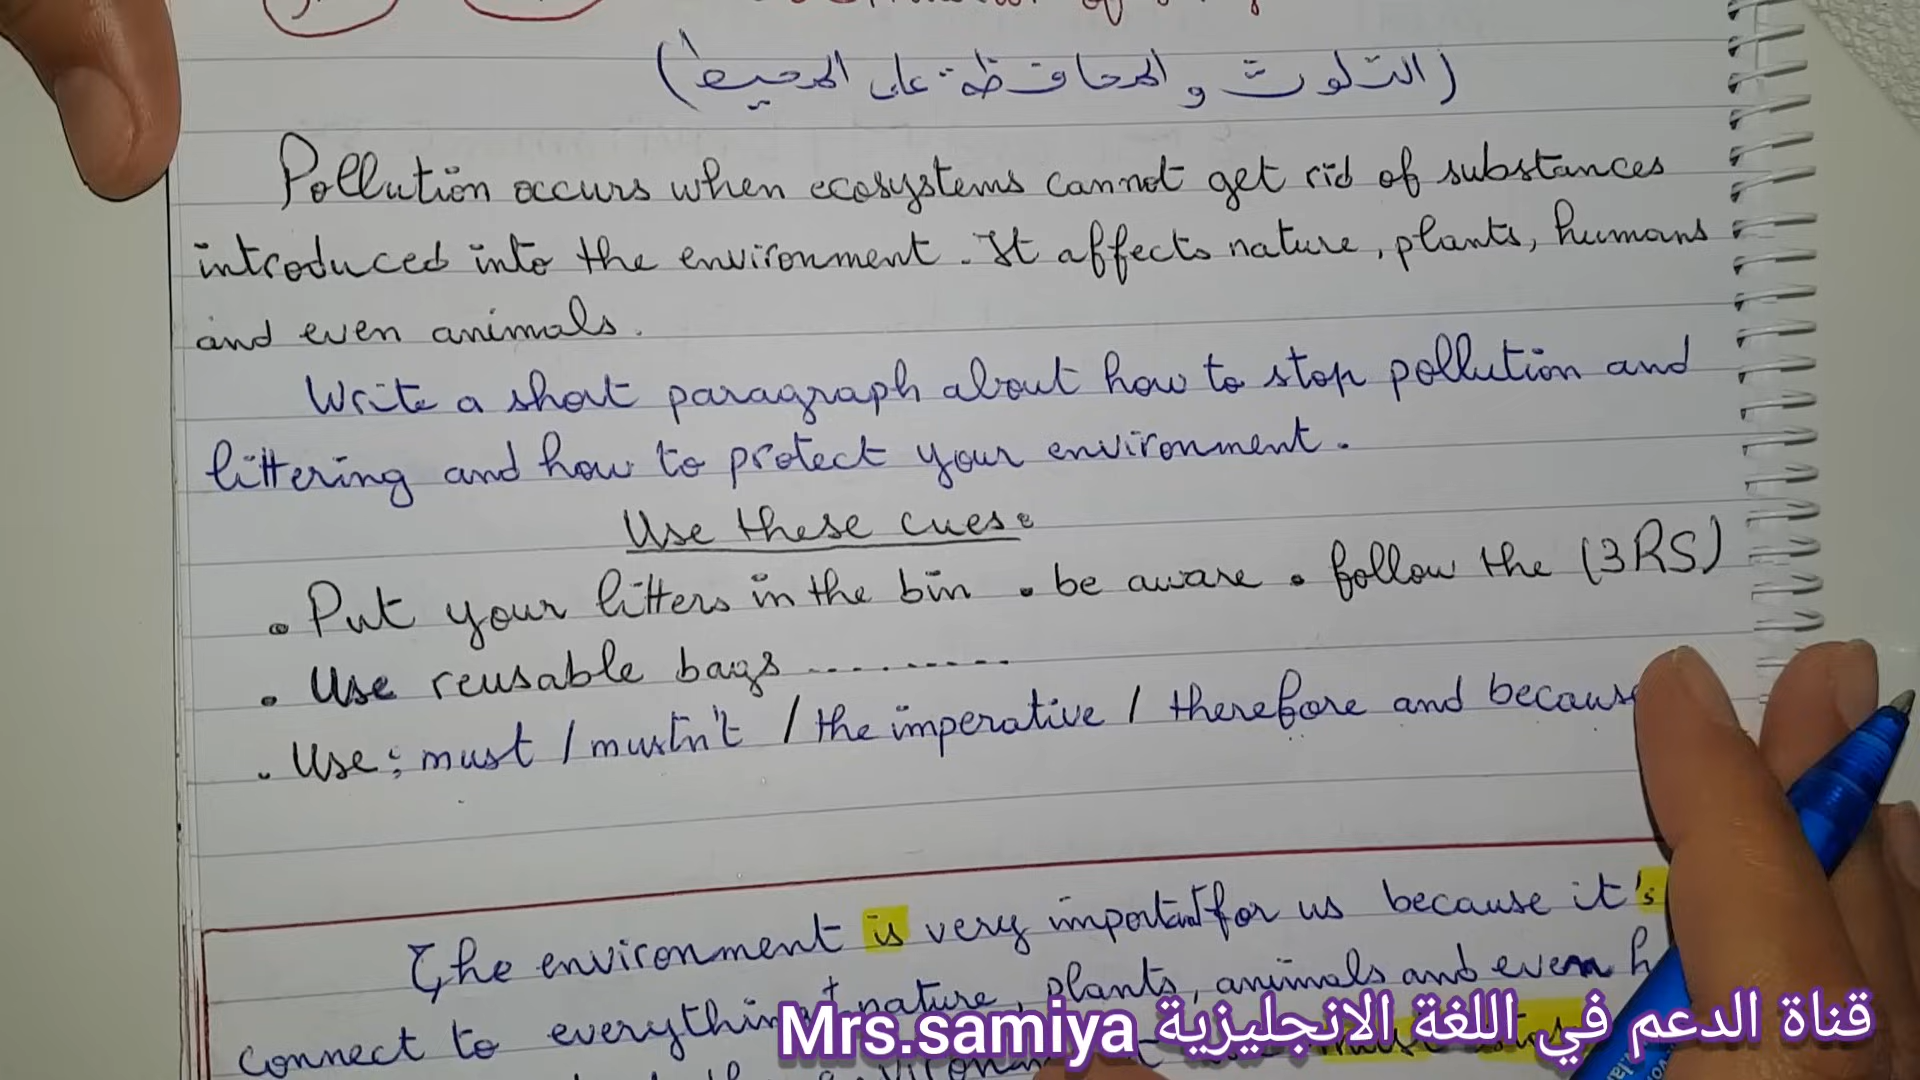 (التلوث والمحافظة على المحيط)
Pollution occurs when ecosystems cannot get rid of substances
introduced into the environment. It affects nature, plants, humans
and even animals.
Write a short paragraph about how to stop pollution and
littering and how to protect your environment.
Use these cues:
. Put your litters in the bin . be aware . follow the (3RS)
. Use reusable bags .........
. Use: must / mustn't / the imperative / therefore and because
The environment is very important for us because it's
connect to everything nature, plants, animals and even h
Mrs.samiya قناة الدعم في اللغة الانجليزية